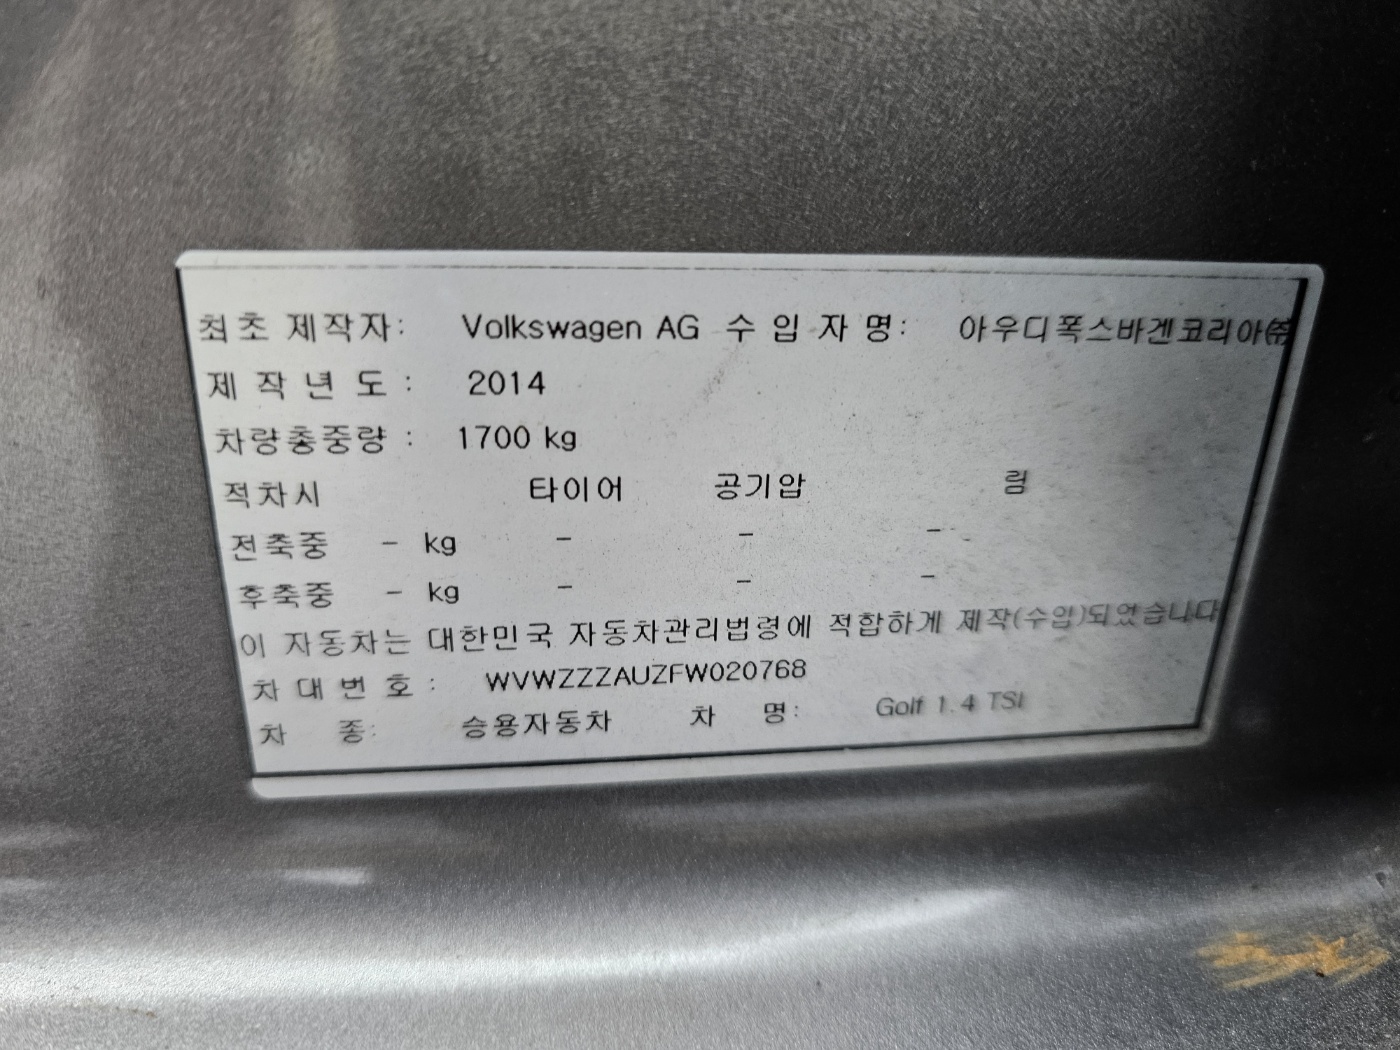 최초 제작자: Volkswagen AG 수 입 자 명: 아우디폭스바겐코리아㈜
제 작 년 도 : 2014
차량총중량 : 1700 kg
적차시 타이어 공기압 림
전축중 - kg - - -
후축중 - kg - - -
이 자동차는 대한민국 자동차관리법령에 적합하게 제작(수입)되었습니다
차 대 번 호 : WVWZZZAUZFW020768
차 종: 승용자동차 차 명: Golf 1.4 TSI